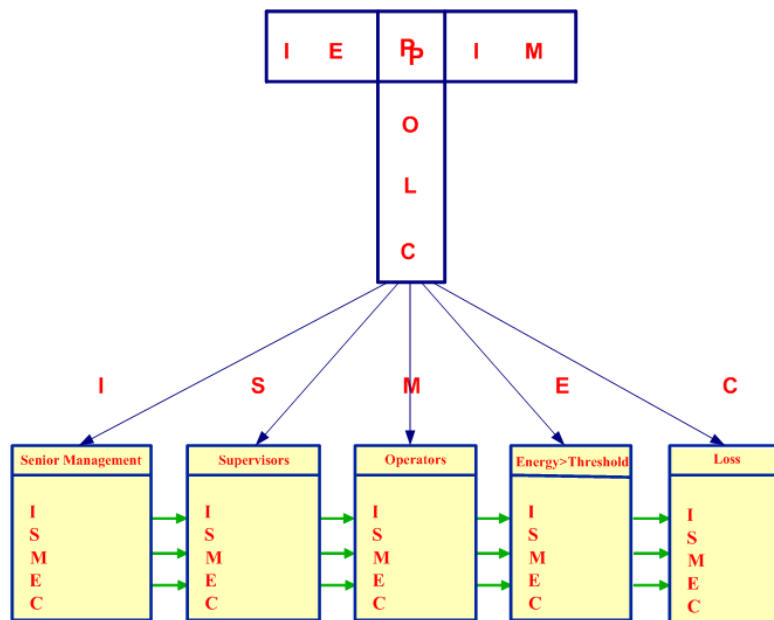 I E P P I M
O
L
C
I S M E C
Senior Management Supervisors Operators Energy>Threshold Loss
I I I I I
S S S S S
M M M M M
E E E E E
C C C C C